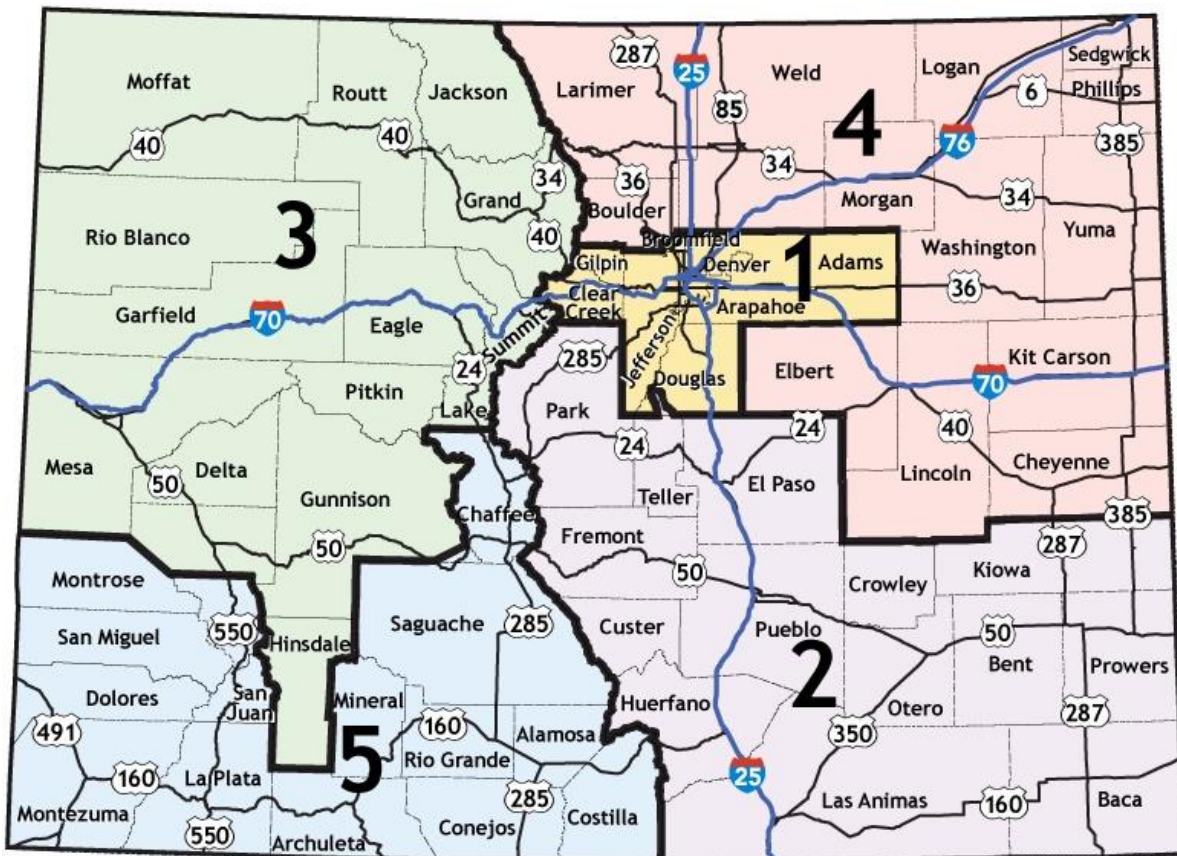 Moffat
Routt
Jackson
40
40
Grand
34
40
Rio Blanco
3
Garfield
70
Eagle
Summit
24
Pitkin
Lake
Mesa
50
Delta
Gunnison
50
Hinsdale
287
25
85
Larimer
Weld
Logan
Sedgwick
Phillips
6
385
4
76
34
36
Boulder
Morgan
34
Yuma
Broomfield
Washington
36
Elbert
Kit Carson
70
40
Lincoln
Cheyenne
385
287
Gilpin
Denver
1
Adams
Clear
Creek
Arapahoe
Jefferson
Douglas
285
Park
24
24
Teller
El Paso
Fremont
50
Crowley
Kiowa
Custer
Pueblo
50
Bent
Prowers
2
Huerfano
Otero
287
350
25
Las Animas
160
Baca
Chaffee
Montrose
San Miguel
550
Saguache
285
Dolores
San
Juan
Mineral
491
160
5
160
Alamosa
Rio Grande
La Plata
285
Montezuma
550
Archuleta
Conejos
Costilla